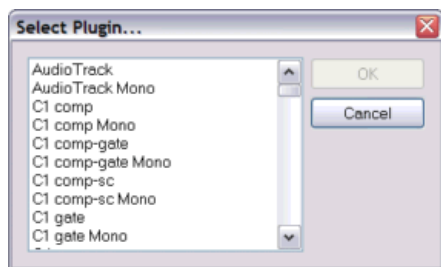 Select Plugin...
AudioTrack
AudioTrack Mono
C1 comp
C1 comp Mono
C1 comp-gate
C1 comp-gate Mono
C1 comp-sc
C1 comp-sc Mono
C1 gate
C1 gate Mono
OK
Cancel